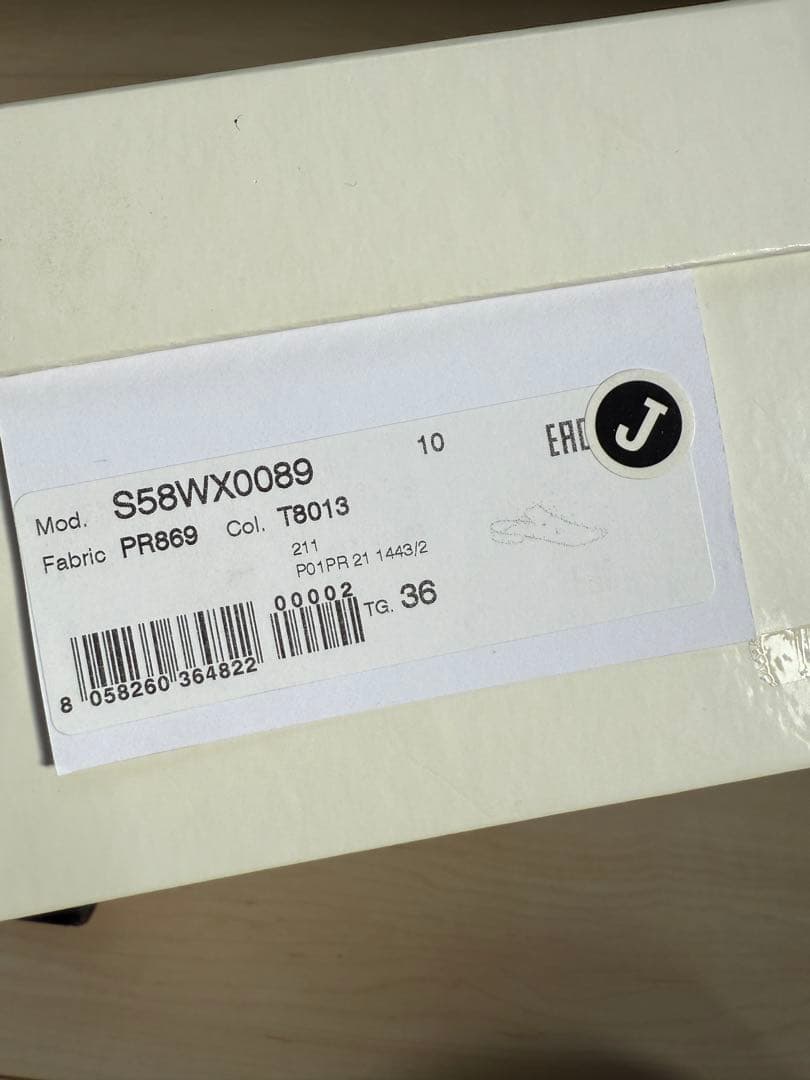 10
EAC
J
Mod. S58WX0089
Fabric PR869 Col. T8013
211
P01PR 21 1443/2
00002
TG. 36
8 058260 364822